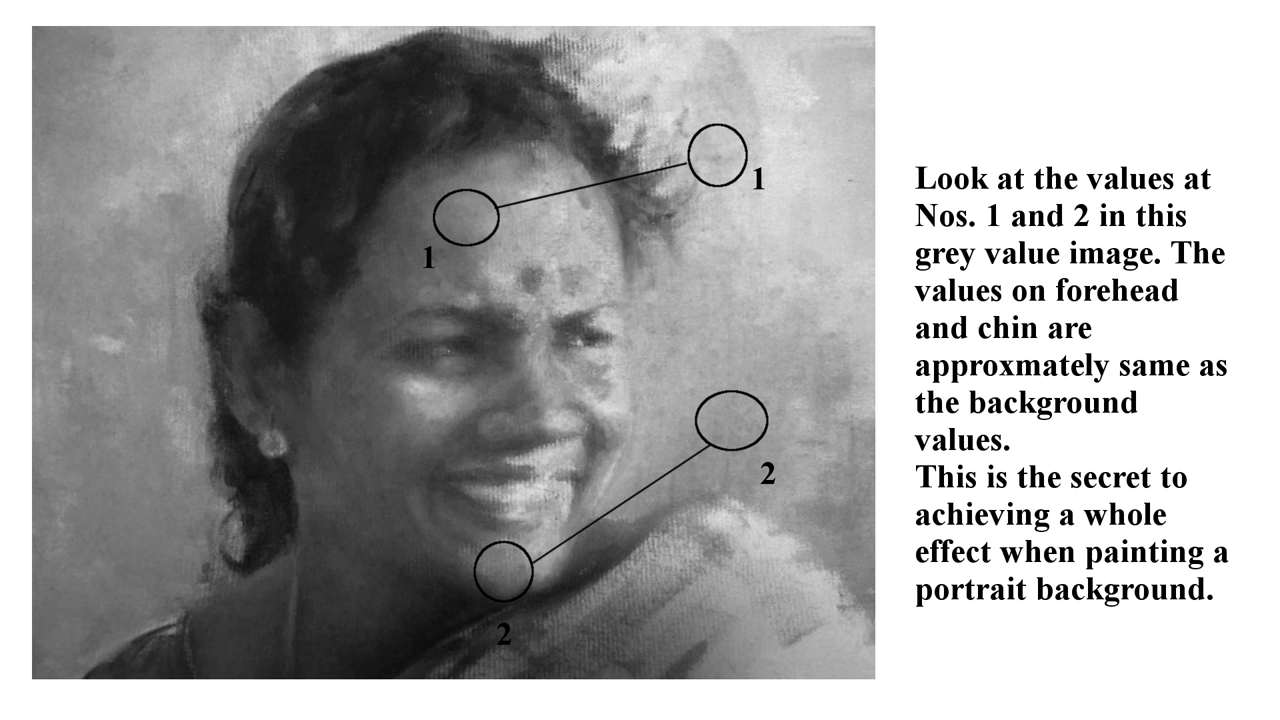 1
1
2
2
Look at the values at
Nos. 1 and 2 in this
grey value image. The
values on forehead
and chin are
approxmately same as
the background
values.
This is the secret to
achieving a whole
effect when painting a
portrait background.